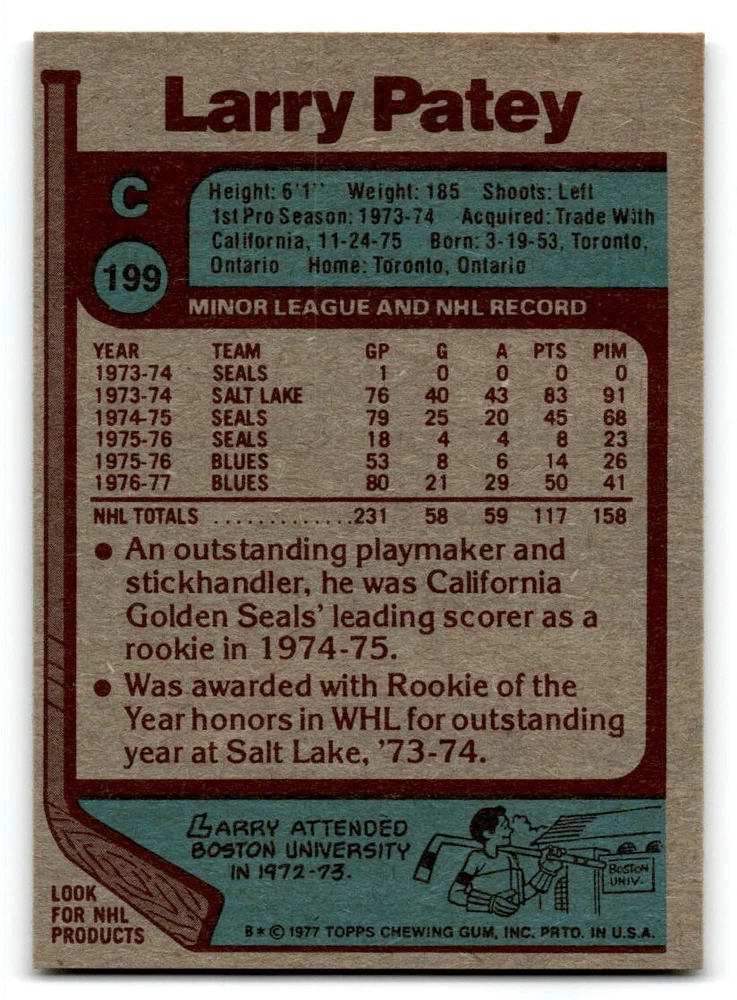 Larry Patey
C
199
Height: 6'1" Weight: 185 Shoots: Left
1st Pro Season: 1973-74 Acquired: Trade With
California, 11-24-75 Born: 3-19-53, Toronto,
Ontario Home: Toronto, Ontario
MINOR LEAGUE AND NHL RECORD
YEAR TEAM GP G A PTS PIM
1973-74 SEALS 1 0 0 0 0
1973-74 SALT LAKE 76 40 43 83 91
1974-75 SEALS 79 25 20 45 68
1975-76 SEALS 18 4 4 8 23
1975-76 BLUES 53 8 6 14 26
1976-77 BLUES 80 21 29 50 41
NHL TOTALS .............231 58 59 117 158
• An outstanding playmaker and
stickhandler, he was California
Golden Seals' leading scorer as a
rookie in 1974-75.
• Was awarded with Rookie of the
Year honors in WHL for outstanding
year at Salt Lake, '73-74.
LARRY ATTENDED
BOSTON UNIVERSITY
IN 1972-73.
BOSTON
UNIV.
LOOK
FOR NHL
PRODUCTS
B * © 1977 TOPPS CHEWING GUM, INC. PRTD. IN U.S.A.